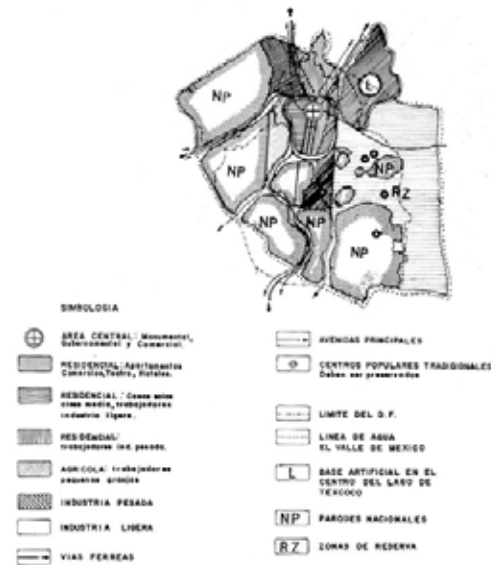 NP
L
NP
NP
RZ
NP
NP
NP
SIMBOLOGIA
AREA CENTRAL: Monumental,
Gubernamental y Comercial.
RESIDENCIAL: Apartamentos
Comercios, Teatro, Hoteles.
RESIDENCIAL: Casas solas
clase media, trabajadores
industria ligera.
RESIDENCIAL:
trabajadores ind. pesada.
AGRICOLA: trabajadores
pequeñas granjas
INDUSTRIA PESADA
INDUSTRIA LIGERA
VIAS FERREAS
AVENIDAS PRINCIPALES
CENTROS POPULARES TRADICIONALES
Deben ser preservados
LIMITE DEL D.F.
LINEA DE AGUA
EL VALLE DE MEXICO
L BASE ARTIFICIAL EN EL
CENTRO DEL LAGO DE
TEXCOCO
NP PARQUES NACIONALES
RZ ZONAS DE RESERVA